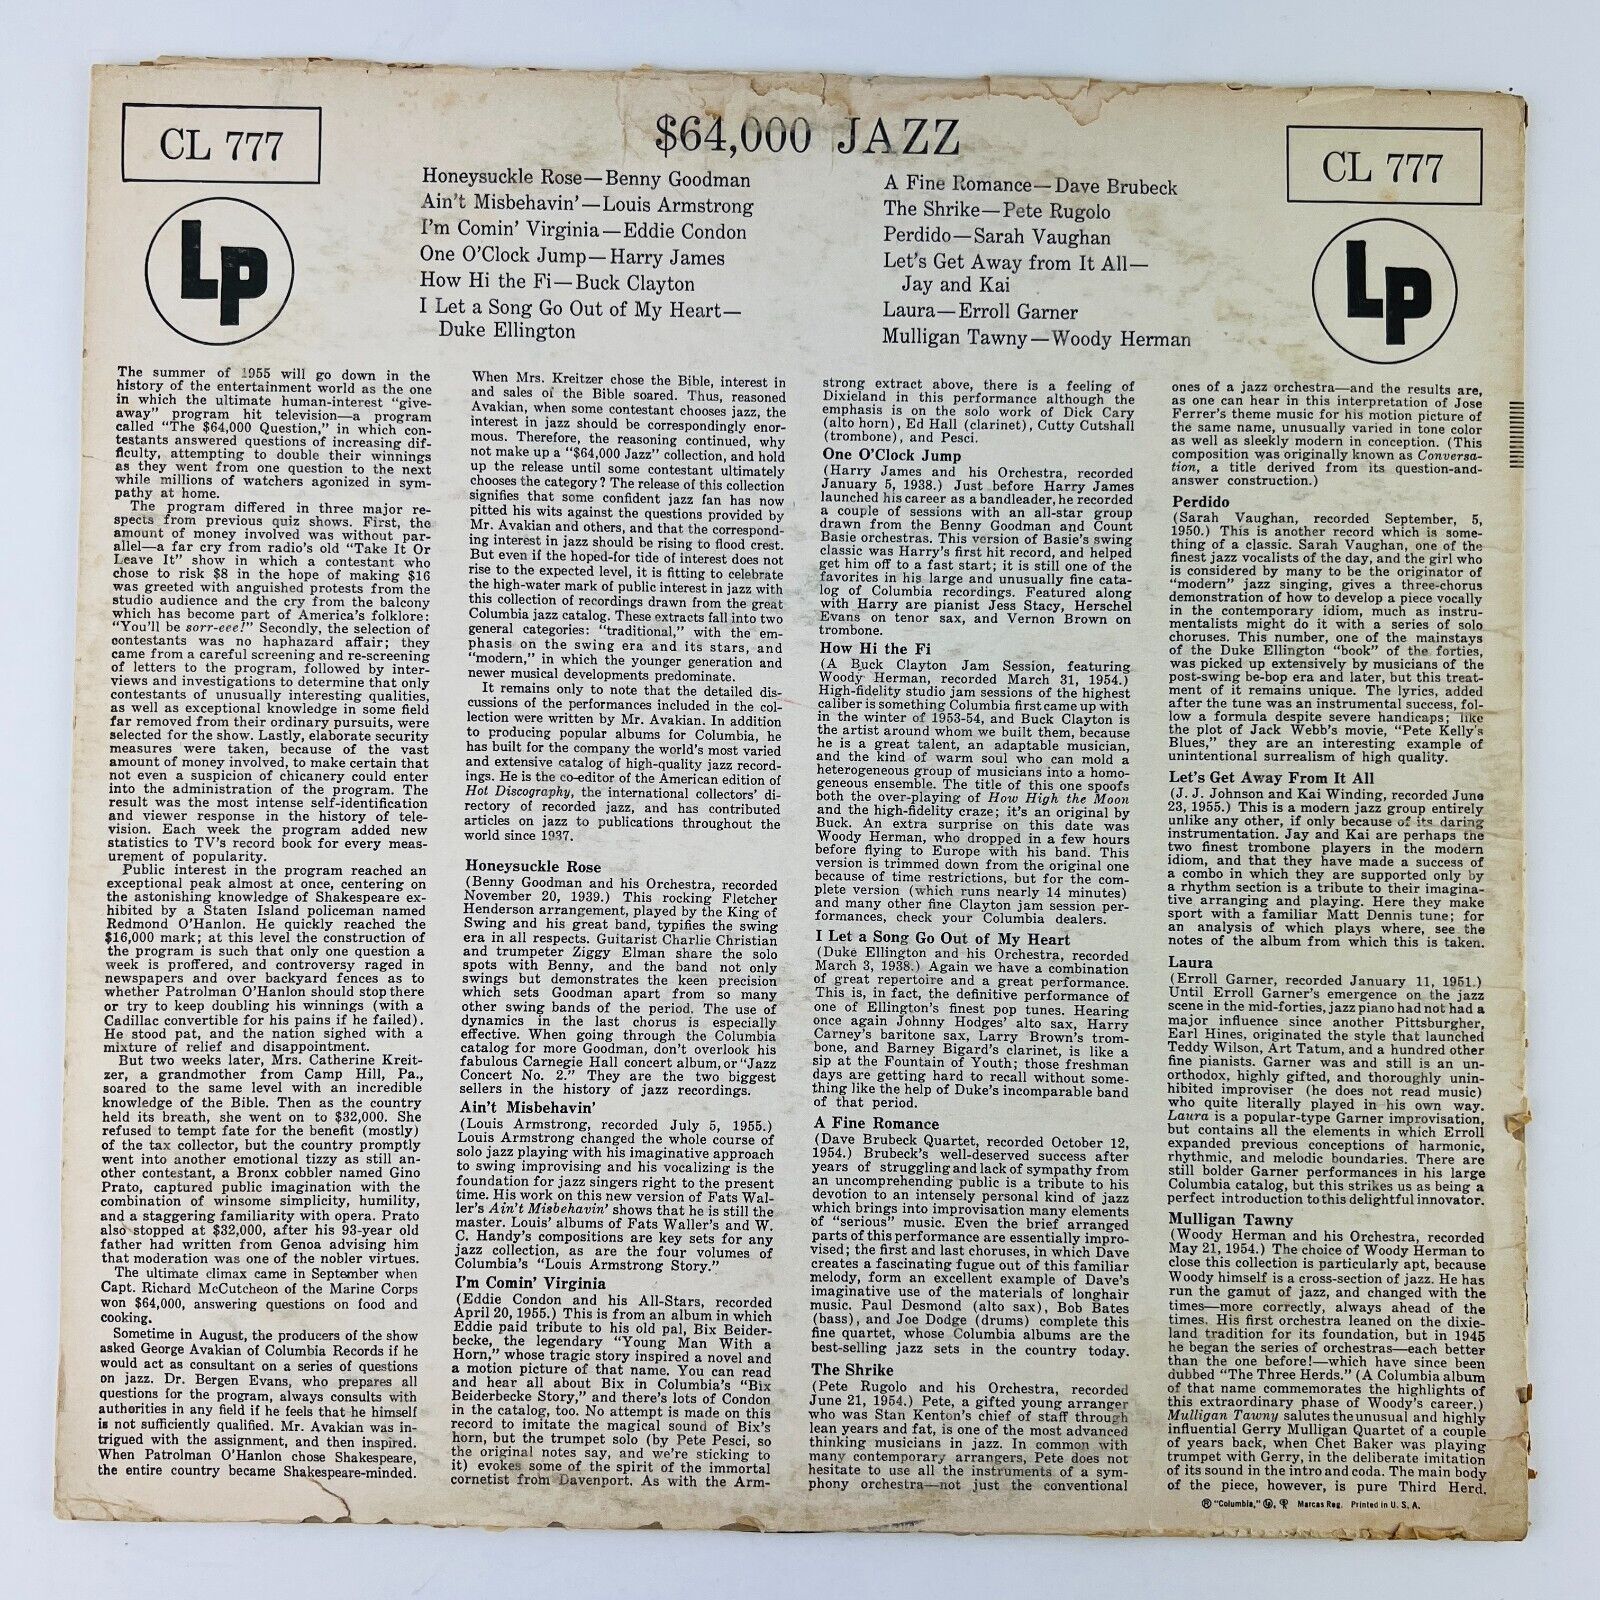 CL 777
LP
$64,000 JAZZ
Honeysuckle Rose—Benny Goodman
Ain't Misbehavin'—Louis Armstrong
I'm Comin' Virginia—Eddie Condon
One O'Clock Jump—Harry James
How Hi the Fi—Buck Clayton
I Let a Song Go Out of My Heart—
Duke Ellington
A Fine Romance—Dave Brubeck
The Shrike—Pete Rugolo
Perdido—Sarah Vaughan
Let's Get Away from It All—
Jay and Kai
Laura—Erroll Garner
Mulligan Tawny—Woody Herman
CL 777
LP
The summer of 1955 will go down in the
history of the entertainment world as the one
in which the ultimate human-interest "give-
away" program hit television—a program
called "The $64,000 Question," in which con-
testants answered questions of increasing dif-
ficulty, attempting to double their winnings
as they went from one question to the next
while millions of watchers agonized in sym-
pathy at home.
The program differed in three major re-
spects from previous quiz shows. First, the
amount of money involved was without par-
allel—a far cry from radio's old "Take It Or
Leave It" show in which a contestant who
chose to risk $8 in the hope of making $16
was greeted with anguished protests from the
studio audience and the cry from the balcony
which has become part of America's folklore:
"You'll be sorr-eee!" Secondly, the selection of
contestants was no haphazard affair; they
came from a careful screening and re-screening
of letters to the program, followed by inter-
views and investigations to determine that only
contestants of unusually interesting qualities,
as well as exceptional knowledge in some field
far removed from their ordinary pursuits, were
selected for the show. Lastly, elaborate security
measures were taken, because of the vast
amount of money involved, to make certain that
not even a suspicion of chicanery could enter
into the administration of the program. The
result was the most intense self-identification
and viewer response in the history of tele-
vision. Each week the program added new
statistics to TV's record book for every meas-
urement of popularity.
Public interest in the program reached an
exceptional peak almost at once, centering on
the astonishing knowledge of Shakespeare ex-
hibited by a Staten Island policeman named
Redmond O'Hanlon. He quickly reached the
$16,000 mark; at this level the construction of
the program is such that only one question a
week is proffered, and controversy raged in
newspapers and over backyard fences as to
whether Patrolman O'Hanlon should stop there
or try to keep doubling his winnings (with a
Cadillac convertible for his pains if he failed).
He stood pat, and the nation sighed with a
mixture of relief and disappointment.
But two weeks later, Mrs. Catherine Kreit-
zer, a grandmother from Camp Hill, Pa.,
soared to the same level with an incredible
knowledge of the Bible. Then as the country
held its breath, she went on to $32,000. She
refused to tempt fate for the benefit (mostly)
of the tax collector, but the country promptly
went into another emotional tizzy as still an-
other contestant, a Bronx cobbler named Gino
Prato, captured public imagination with the
combination of winsome simplicity, humility,
and a staggering familiarity with opera. Prato
also stopped at $32,000, after his 93-year old
father had written from Genoa advising him
that moderation was one of the nobler virtues.
The ultimate climax came in September when
Capt. Richard McCutcheon of the Marine Corps
won $64,000, answering questions on food and
cooking.
Sometime in August, the producers of the show
asked George Avakian of Columbia Records if he
would act as consultant on a series of questions
on jazz. Dr. Bergen Evans, who prepares all
questions for the program, always consults with
authorities in any field if he feels that he himself
is not sufficiently qualified. Mr. Avakian was in-
trigued with the assignment, and then inspired.
When Patrolman O'Hanlon chose Shakespeare,
the entire country became Shakespeare-minded.
When Mrs. Kreitzer chose the Bible, interest in
and sales of the Bible soared. Thus, reasoned
Avakian, when some contestant chooses jazz, the
interest in jazz should be correspondingly enor-
mous. Therefore, the reasoning continued, why
not make up a "$64,000 Jazz" collection, and hold
up the release until some contestant ultimately
chooses the category? The release of this collection
signifies that some confident jazz fan has now
pitted his wits against the questions provided by
Mr. Avakian and others, and that the correspond-
ing interest in jazz should be rising to flood crest.
But even if the hoped-for tide of interest does not
rise to the expected level, it is fitting to celebrate
the high-water mark of public interest in jazz with
this collection of recordings drawn from the great
Columbia jazz catalog. These extracts fall into two
general categories: "traditional," with the em-
phasis on the swing era and its stars, and
"modern," in which the younger generation and
newer musical developments predominate.
It remains only to note that the detailed dis-
cussions of the performances included in the col-
lection were written by Mr. Avakian. In addition
to producing popular albums for Columbia, he
has built for the company the world's most varied
and extensive catalog of high-quality jazz record-
ings. He is the co-editor of the American edition of
Hot Discography, the international collectors' di-
rectory of recorded jazz, and has contributed
articles on jazz to publications throughout the
world since 1937.
Honeysuckle Rose
(Benny Goodman and his Orchestra, recorded
November 20, 1939.) This rocking Fletcher
Henderson arrangement, played by the King of
Swing and his great band, typifies the swing
era in all respects. Guitarist Charlie Christian
and trumpeter Ziggy Elman share the solo
spots with Benny, and the band not only
swings but demonstrates the keen precision
which sets Goodman apart from so many
other swing bands of the period. The use of
dynamics in the last chorus is especially
effective. When going through the Columbia
catalog for more Goodman, don't overlook his
fabulous Carnegie Hall concert album, or "Jazz
Concert No. 2." They are the two biggest
sellers in the history of jazz recordings.
Ain't Misbehavin'
(Louis Armstrong, recorded July 5, 1955.)
Louis Armstrong changed the whole course of
solo jazz playing with his imaginative approach
to swing improvising and his vocalizing is the
foundation for jazz singers right to the present
time. His work on this new version of Fats Wal-
ler's Ain't Misbehavin' shows that he is still the
master. Louis' albums of Fats Waller's and W.
C. Handy's compositions are key sets for any
jazz collection, as are the four volumes of
Columbia's "Louis Armstrong Story."
I'm Comin' Virginia
(Eddie Condon and his All-Stars, recorded
April 20, 1955.) This is from an album in which
Eddie paid tribute to his old pal, Bix Beider-
becke, the legendary "Young Man With a
Horn," whose tragic story inspired a novel and
a motion picture of that name. You can read
and hear all about Bix in Columbia's "Bix
Beiderbecke Story," and there's lots of Condon
in the catalog, too. No attempt is made on this
record to imitate the magical sound of Bix's
horn, but the trumpet solo (by Pete Pesci, so
the original notes say, and we're sticking to
it) evokes some of the spirit of the immortal
cornetist from Davenport. As with the Arm-
strong extract above, there is a feeling of
Dixieland in this performance although the
emphasis is on the solo work of Dick Cary
(alto horn), Ed Hall (clarinet), Cutty Cutshall
(trombone), and Pesci.
One O'Clock Jump
(Harry James and his Orchestra, recorded
January 5, 1938.) Just before Harry James
launched his career as a bandleader, he recorded
a couple of sessions with an all-star group
drawn from the Benny Goodman and Count
Basie orchestras. This version of Basie's swing
classic was Harry's first hit record, and helped
get him off to a fast start; it is still one of the
favorites in his large and unusually fine cata-
log of Columbia recordings. Featured along
with Harry are pianist Jess Stacy, Herschel
Evans on tenor sax, and Vernon Brown on
trombone.
How Hi the Fi
(A Buck Clayton Jam Session, featuring
Woody Herman, recorded March 31, 1954.)
High-fidelity studio jam sessions of the highest
caliber is something Columbia first came up with
in the winter of 1953-54, and Buck Clayton is
the artist around whom we built them, because
he is a great talent, an adaptable musician,
and the kind of warm soul who can mold a
heterogeneous group of musicians into a homo-
geneous ensemble. The title of this one spoofs
both the over-playing of How High the Moon
and the high-fidelity craze; it's an original by
Buck. An extra surprise on this date was
Woody Herman, who dropped in a few hours
before flying to Europe with his band. This
version is trimmed down from the original one
because of time restrictions, but for the com-
plete version (which runs nearly 14 minutes)
and many other fine Clayton jam session per-
formances, check your Columbia dealers.
I Let a Song Go Out of My Heart
(Duke Ellington and his Orchestra, recorded
March 3, 1938.) Again we have a combination
of great repertoire and a great performance.
This is, in fact, the definitive performance of
one of Ellington's finest pop tunes. Hearing
once again Johnny Hodges' alto sax, Harry
Carney's baritone sax, Larry Brown's trom-
bone, and Barney Bigard's clarinet, is like a
sip at the Fountain of Youth; those freshman
days are getting hard to recall without some-
thing like the help of Duke's incomparable band
of that period.
A Fine Romance
(Dave Brubeck Quartet, recorded October 12,
1954.) Brubeck's well-deserved success after
years of struggling and lack of sympathy from
an uncomprehending public is a tribute to his
devotion to an intensely personal kind of jazz
which brings into improvisation many elements
of "serious" music. Even the brief arranged
parts of this performance are essentially impro-
vised; the first and last choruses, in which Dave
creates a fascinating fugue out of this familiar
melody, form an excellent example of Dave's
imaginative use of the materials of longhair
music. Paul Desmond (alto sax), Bob Bates
(bass), and Joe Dodge (drums) complete this
fine quartet, whose Columbia albums are the
best-selling jazz sets in the country today.
The Shrike
(Pete Rugolo and his Orchestra, recorded
June 21, 1954.) Pete, a gifted young arranger
who was Stan Kenton's chief of staff through
lean years and fat, is one of the most advanced
thinking musicians in jazz. In common with
many contemporary arrangers, Pete does not
hesitate to use all the instruments of a sym-
phony orchestra—not just the conventional
ones of a jazz orchestra—and the results are,
as one can hear in this interpretation of Jose
Ferrer's theme music for his motion picture of
the same name, unusually varied in tone color
as well as sleekly modern in conception. (This
composition was originally known as Conversa-
tion, a title derived from its question-and-
answer construction.)
Perdido
(Sarah Vaughan, recorded September, 5,
1950.) This is another record which is some-
thing of a classic. Sarah Vaughan, one of the
finest jazz vocalists of the day, and the girl who
is considered by many to be the originator of
"modern" jazz singing, gives a three-chorus
demonstration of how to develop a piece vocally
in the contemporary idiom, much as instru-
mentalists might do it with a series of solo
choruses. This number, one of the mainstays
of the Duke Ellington "book" of the forties,
was picked up extensively by musicians of the
post-swing be-bop era and later, but this treat-
ment of it remains unique. The lyrics, added
after the tune was an instrumental success, fol-
low a formula despite severe handicaps; like
the plot of Jack Webb's movie, "Pete Kelly's
Blues," they are an interesting example of
unintentional surrealism of high quality.
Let's Get Away From It All
(J. J. Johnson and Kai Winding, recorded June
23, 1955.) This is a modern jazz group entirely
unlike any other, if only because of its daring
instrumentation. Jay and Kai are perhaps the
two finest trombone players in the modern
idiom, and that they have made a success of
a combo in which they are supported only by
a rhythm section is a tribute to their imagina-
tive arranging and playing. Here they make
sport with a familiar Matt Dennis tune; for
an analysis of which plays where, see the
notes of the album from which this is taken.
Laura
(Erroll Garner, recorded January 11, 1951.)
Until Erroll Garner's emergence on the jazz
scene in the mid-forties, jazz piano had not had a
major influence since another Pittsburgher,
Earl Hines, originated the style that launched
Teddy Wilson, Art Tatum, and a hundred other
fine pianists. Garner was and still is an un-
orthodox, highly gifted, and thoroughly unin-
hibited improviser (he does not read music)
who quite literally played in his own way.
Laura is a popular-type Garner improvisation,
but contains all the elements in which Erroll
expanded previous conceptions of harmonic,
rhythmic, and melodic boundaries. There are
still bolder Garner performances in his large
Columbia catalog, but this strikes us as being a
perfect introduction to this delightful innovator.
Mulligan Tawny
(Woody Herman and his Orchestra, recorded
May 21, 1954.) The choice of Woody Herman to
close this collection is particularly apt, because
Woody himself is a cross-section of jazz. He has
run the gamut of jazz, and changed with the
times—more correctly, always ahead of the
times. His first orchestra leaned on the dixie-
land tradition for its foundation, but in 1945
he began the series of orchestras—each better
than the one before!—which have since been
dubbed "The Three Herds." (A Columbia album
of that name commemorates the highlights of
this extraordinary phase of Woody's career.)
Mulligan Tawny salutes the unusual and highly
influential Gerry Mulligan Quartet of a couple
of years back, when Chet Baker was playing
trumpet with Gerry, in the deliberate imitation
of its sound in the intro and coda. The main body
of the piece, however, is pure Third Herd.
® "Columbia," Marcas Reg. Printed in U. S. A.